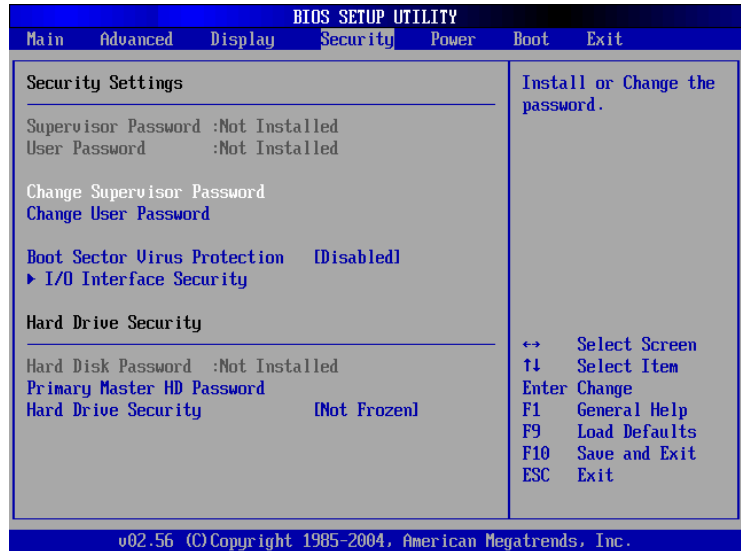 BIOS SETUP UTILITY
Main Advanced Display Security Power Boot Exit
Security Settings
Supervisor Password :Not Installed
User Password :Not Installed
Change Supervisor Password
Change User Password
Boot Sector Virus Protection [Disabled]
▶ I/O Interface Security
Hard Drive Security
Hard Disk Password :Not Installed
Primary Master HD Password
Hard Drive Security [Not Frozen]
Install or Change the
password.
↔ Select Screen
↑↓ Select Item
Enter Change
F1 General Help
F9 Load Defaults
F10 Save and Exit
ESC Exit
v02.56 (C)Copyright 1985-2004, American Megatrends, Inc.